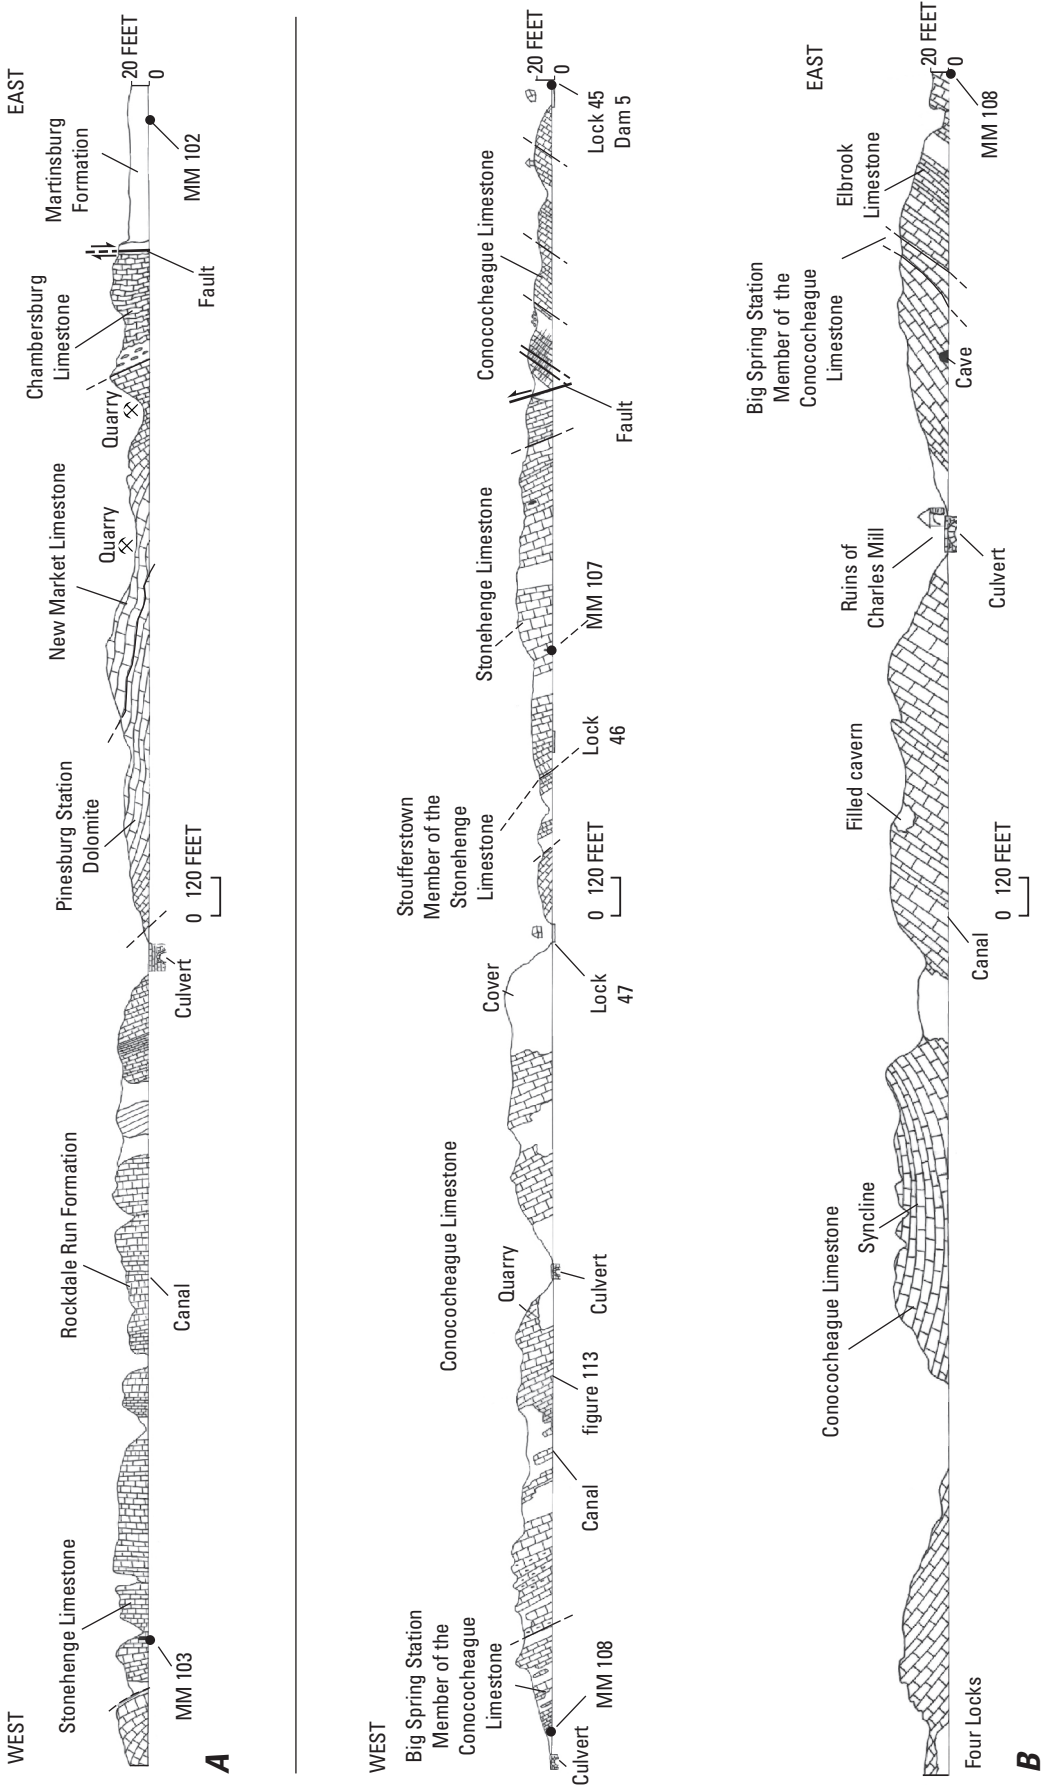 WEST
EAST
Stonehenge Limestone
Rockdale Run Formation
Pinesburg Station
Dolomite
New Market Limestone
Quarry
Quarry
Chambersburg
Limestone
Martinsburg
Formation
20 FEET
0
MM 103
Canal
Culvert
0 120 FEET
Fault
MM 102
A
WEST
Big Spring Station
Member of the
Conococheague
Limestone
Conococheague Limestone
Quarry
Cover
Stoufferstown
Member of the
Stonehenge
Limestone
Stonehenge Limestone
Conococheague Limestone
20 FEET
0
Culvert
MM 108
Canal
figure 113
Culvert
Lock
47
0 120 FEET
Lock
46
MM 107
Fault
Lock 45
Dam 5
EAST
Conococheague Limestone
Syncline
Filled cavern
Ruins of
Charles Mill
Big Spring Station
Member of the
Conococheague
Limestone
Elbrook
Limestone
20 FEET
0
Four Locks
Canal
0 120 FEET
Culvert
Cave
MM 108
B